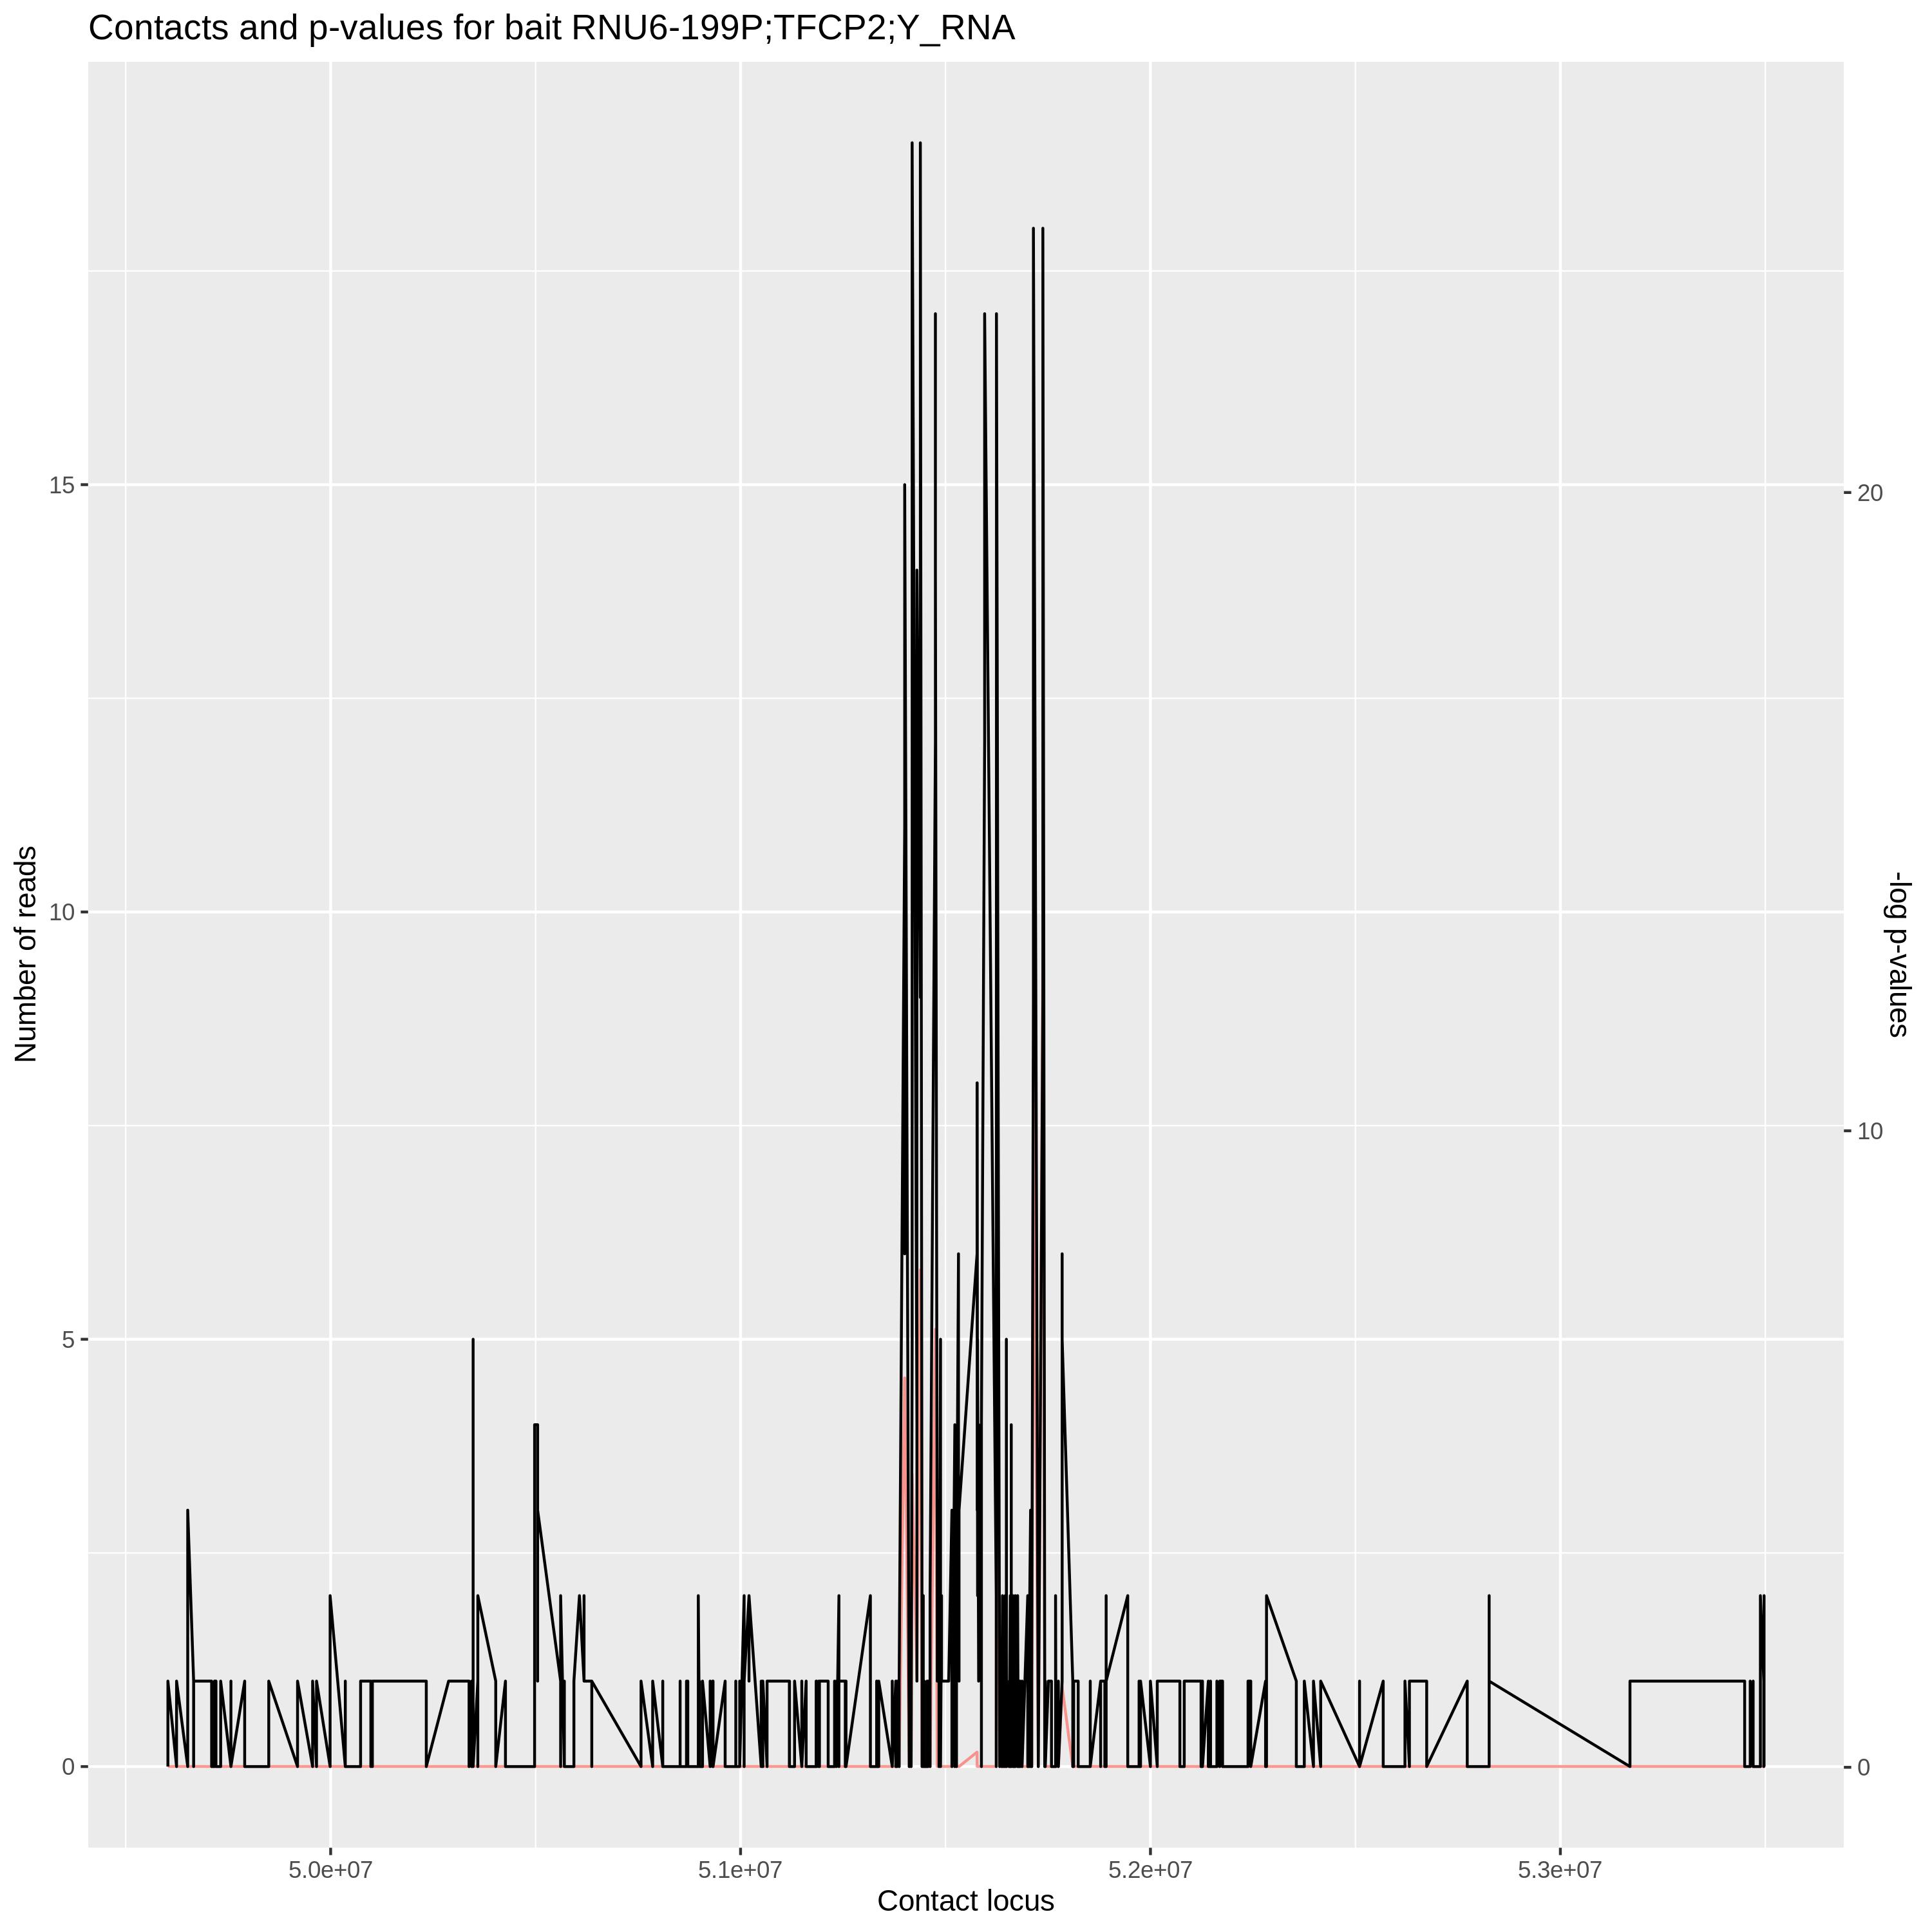 Contacts and p-values for bait RNU6-199P;TFCP2;Y_RNA
Number of reads
15
10
5
0
20
10
0
-log p-values
5.0e+07
5.1e+07
5.2e+07
5.3e+07
Contact locus